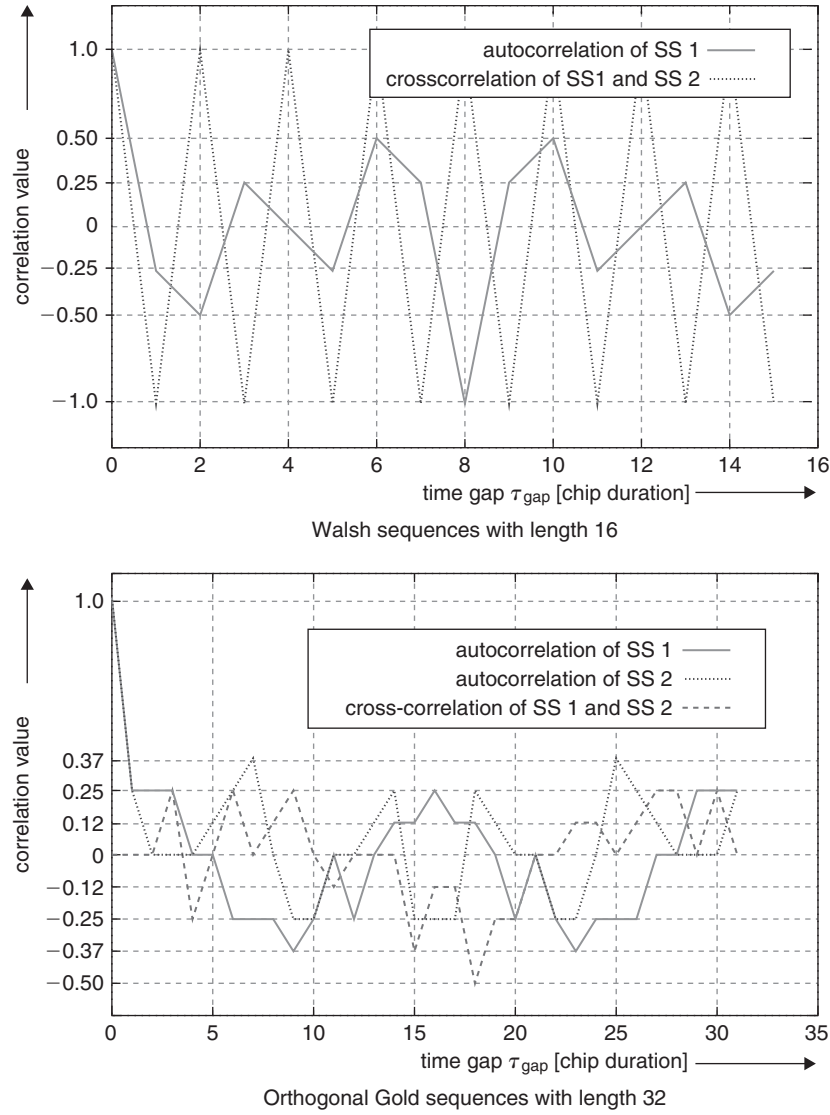 1.0
0.50
0.25
0
−0.25
−0.50
−1.0
correlation value
autocorrelation of SS 1
crosscorrelation of SS1 and SS 2
0 2 4 6 8 10 12 14 16
time gap τgap [chip duration]
Walsh sequences with length 16
1.0
0.37
0.25
0.12
0
−0.12
−0.25
−0.37
−0.50
correlation value
autocorrelation of SS 1
autocorrelation of SS 2
cross-correlation of SS 1 and SS 2
0 5 10 15 20 25 30 35
time gap τgap [chip duration]
Orthogonal Gold sequences with length 32